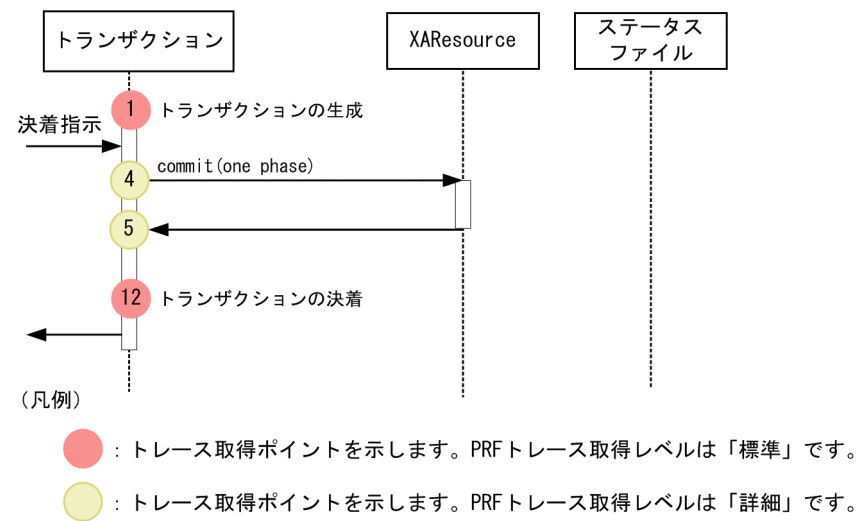 トランザクション
XAResource
ステータス
ファイル
1
トランザクションの生成
決着指示
4
commit(one phase)
5
12
トランザクションの決着
(凡例)
：トレース取得ポイントを示します。PRFトレース取得レベルは「標準」です。
：トレース取得ポイントを示します。PRFトレース取得レベルは「詳細」です。